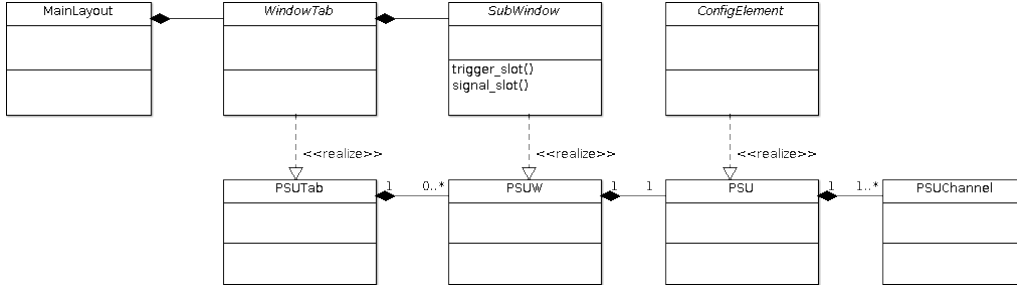 MainLayout
WindowTab
SubWindow
ConfigElement
trigger_slot()
signal_slot()
<<realize>>
<<realize>>
<<realize>>
PSUTab
1
0..*
PSUW
1
1
PSU
1
1..*
PSUChannel